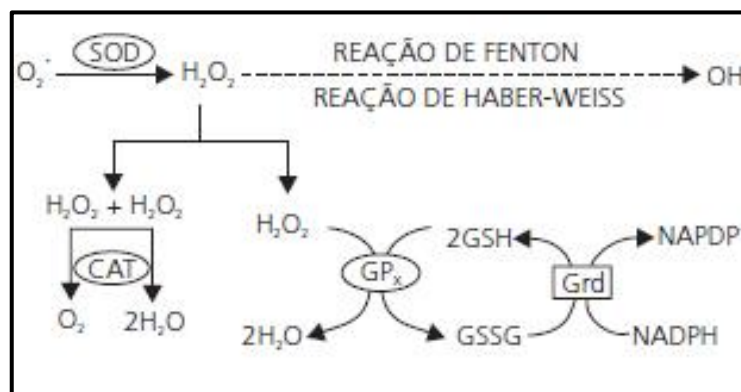 SOD
O₂·
H₂O₂
REAÇÃO DE FENTON
REAÇÃO DE HABER-WEISS
OH
H₂O₂ + H₂O₂
CAT
O₂ 2H₂O
H₂O₂
GPₓ
2H₂O
2GSH
GSSG
Grd
NAPDP
NADPH